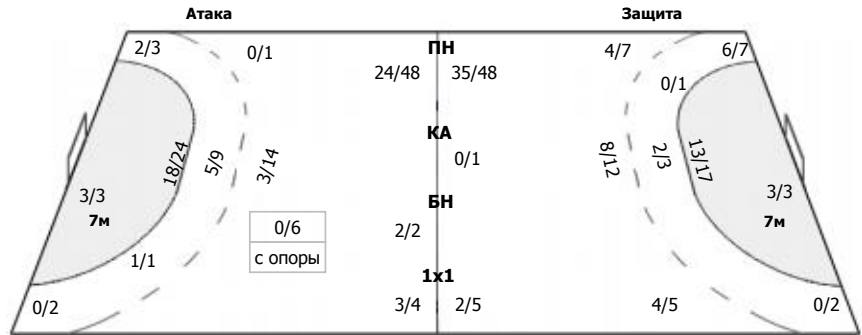 Атака Защита
2/3 0/1 ПН 4/7 6/7
24/48 35/48
0/1
КА
0/1
18/24 5/9 3/14 8/12 2/3 13/17
3/3 3/3
7м 7м
БН
0/6
2/2
с опоры
1/1
1x1
0/2 3/4 2/5 4/5 0/2